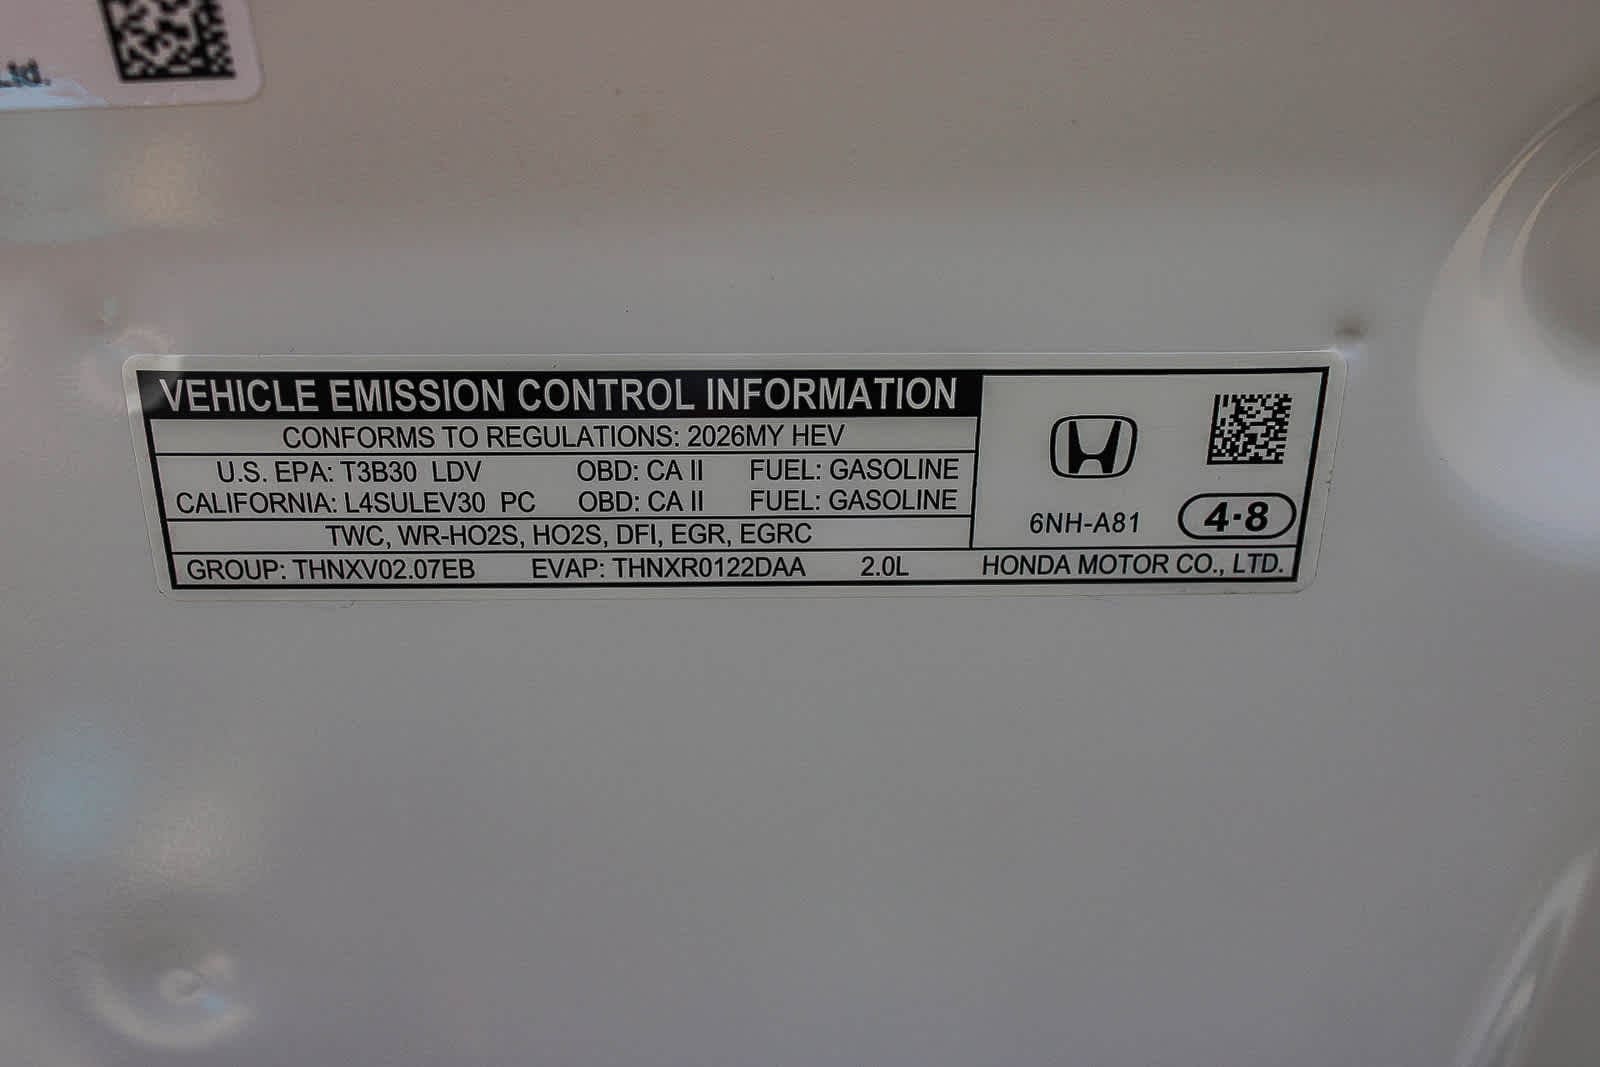 Ltd.
VEHICLE EMISSION CONTROL INFORMATION
CONFORMS TO REGULATIONS: 2026MY HEV
U.S. EPA: T3B30 LDV OBD: CA II FUEL: GASOLINE
CALIFORNIA: L4SULEV30 PC OBD: CA II FUEL: GASOLINE
TWC, WR-HO2S, HO2S, DFI, EGR, EGRC
GROUP: THNXV02.07EB EVAP: THNXR0122DAA 2.0L
6NH-A81 4·8
HONDA MOTOR CO., LTD.